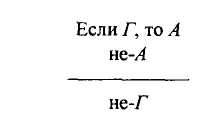 Если Г, то А
не-А
не-Г